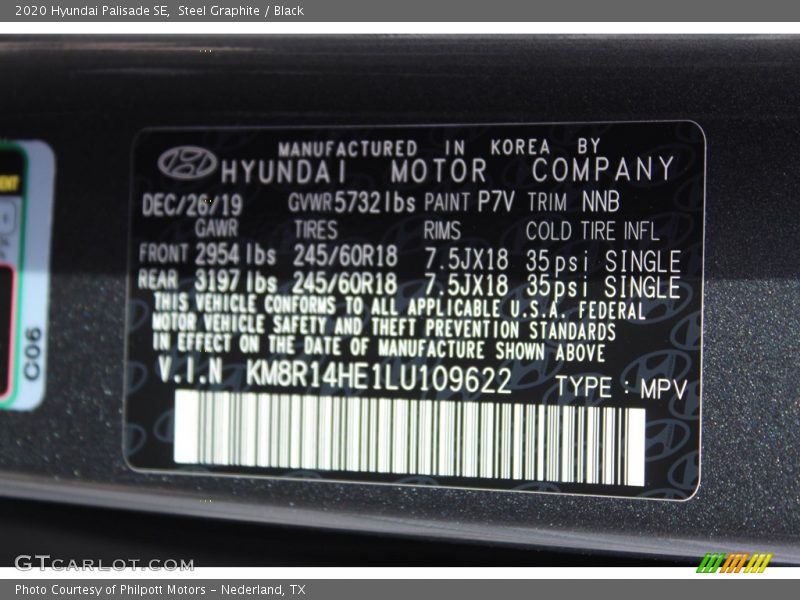 2020 Hyundai Palisade SE, Steel Graphite / Black
MANUFACTURED IN KOREA BY
HYUNDAI MOTOR COMPANY
DEC/26/19 GVWR 5732 lbs PAINT P7V TRIM NNB
GAWR TIRES RIMS COLD TIRE INFL
FRONT 2954 lbs 245/60R18 7.5JX18 35psi SINGLE
REAR 3197 lbs 245/60R18 7.5JX18 35psi SINGLE
THIS VEHICLE CONFORMS TO ALL APPLICABLE U.S.A. FEDERAL
MOTOR VEHICLE SAFETY AND THEFT PREVENTION STANDARDS
IN EFFECT ON THE DATE OF MANUFACTURE SHOWN ABOVE
V.I.N KM8R14HE1LU109622 TYPE : MPV
C06
GTCARLOT.COM
Photo Courtesy of Philpott Motors - Nederland, TX